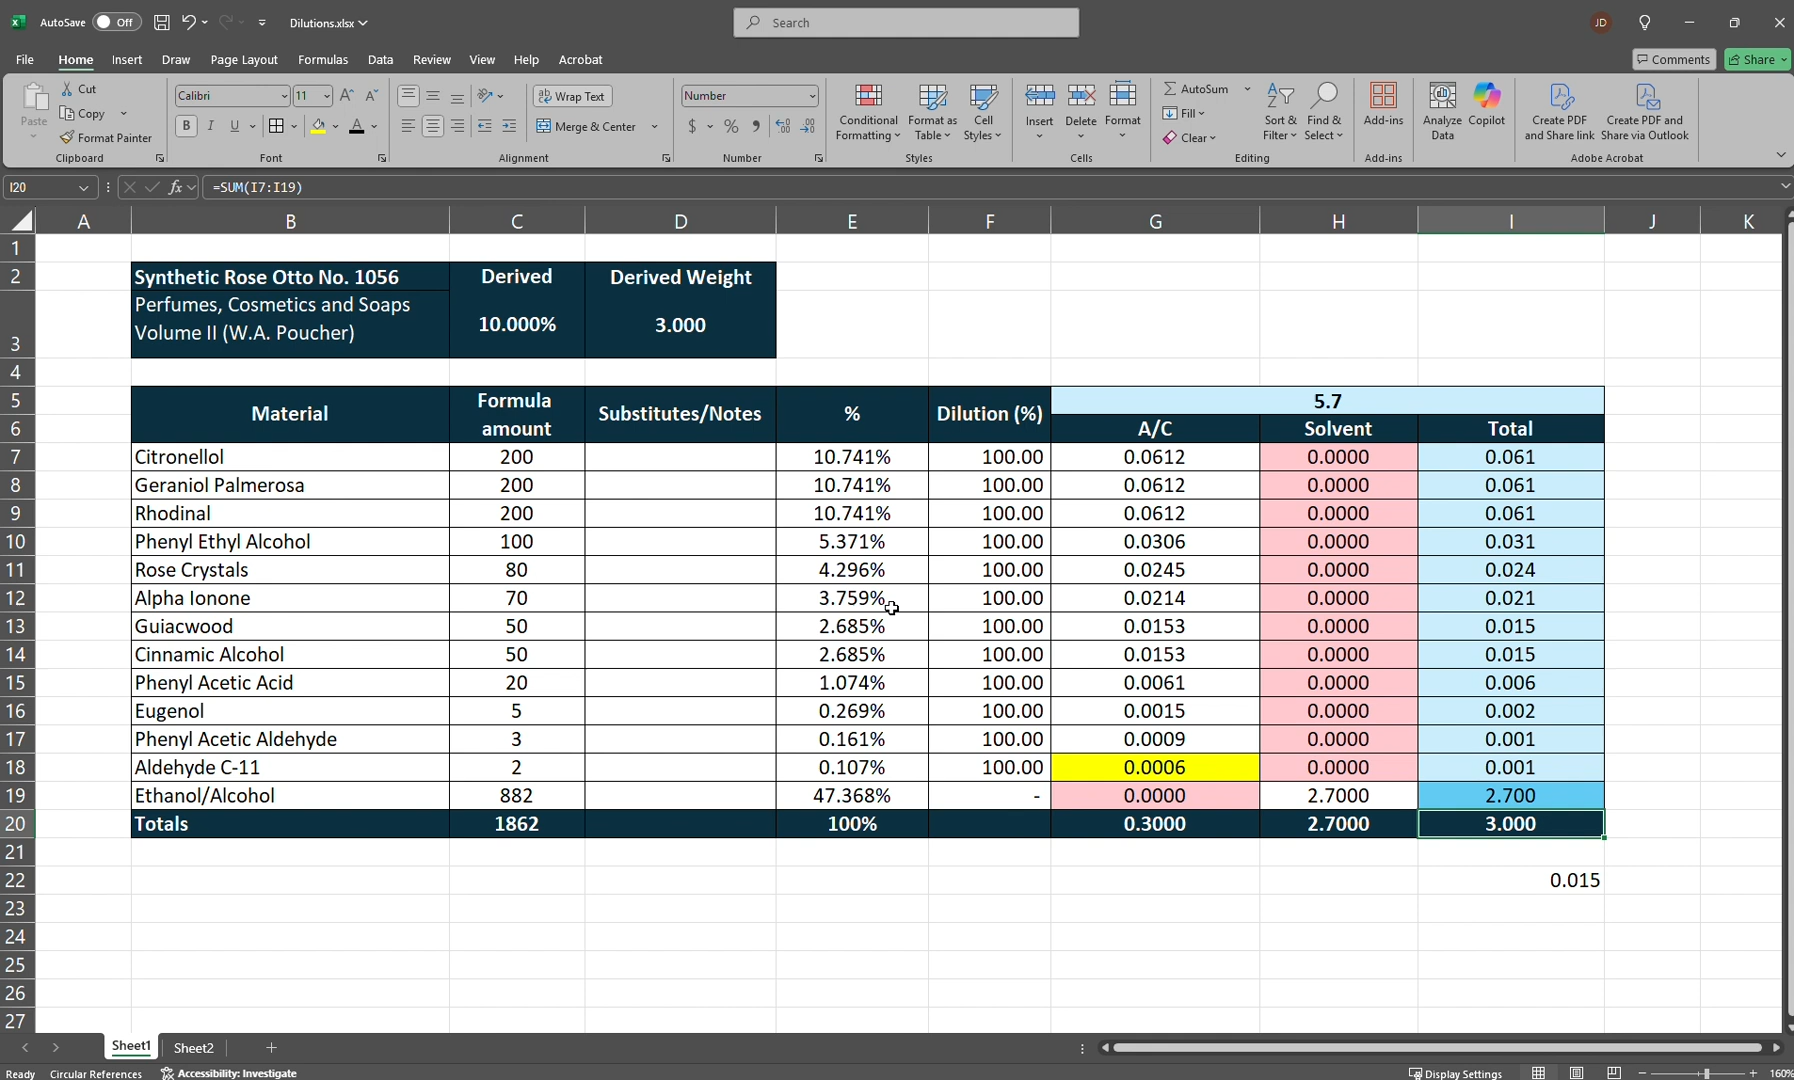 AutoSave Off Dilutions.xlsx Search JD
File Home Insert Draw Page Layout Formulas Data Review View Help Acrobat Comments Share
Paste Cut Copy Format Painter Clipboard
Calibri 11 B I U Font
Wrap Text Merge & Center Alignment
Number $ % Number
Conditional Formatting Format as Table Cell Styles Styles
Insert Delete Format Cells
AutoSum Fill Clear Sort & Filter Find & Select Editing
Add-ins Add-ins
Analyze Data Copilot
Create PDF and Share link Create PDF and Share via Outlook Adobe Acrobat
I20 fx =SUM(I7:I19)
A B C D E F G H I J K
1
2 Synthetic Rose Otto No. 1056 Derived Derived Weight
Perfumes, Cosmetics and Soaps
3 Volume II (W.A. Poucher) 10.000% 3.000
4
5 Material Formula amount Substitutes/Notes % Dilution (%) 5.7
6 A/C Solvent Total
7 Citronellol 200 10.741% 100.00 0.0612 0.0000 0.061
8 Geraniol Palmerosa 200 10.741% 100.00 0.0612 0.0000 0.061
9 Rhodinal 200 10.741% 100.00 0.0612 0.0000 0.061
10 Phenyl Ethyl Alcohol 100 5.371% 100.00 0.0306 0.0000 0.031
11 Rose Crystals 80 4.296% 100.00 0.0245 0.0000 0.024
12 Alpha Ionone 70 3.759% 100.00 0.0214 0.0000 0.021
13 Guiacwood 50 2.685% 100.00 0.0153 0.0000 0.015
14 Cinnamic Alcohol 50 2.685% 100.00 0.0153 0.0000 0.015
15 Phenyl Acetic Acid 20 1.074% 100.00 0.0061 0.0000 0.006
16 Eugenol 5 0.269% 100.00 0.0015 0.0000 0.002
17 Phenyl Acetic Aldehyde 3 0.161% 100.00 0.0009 0.0000 0.001
18 Aldehyde C-11 2 0.107% 100.00 0.0006 0.0000 0.001
19 Ethanol/Alcohol 882 47.368% - 0.0000 2.7000 2.700
20 Totals 1862 100% 0.3000 2.7000 3.000
21
22 0.015
23
24
25
26
27
Sheet1 Sheet2
Ready Circular References Accessibility: Investigate Display Settings 160%